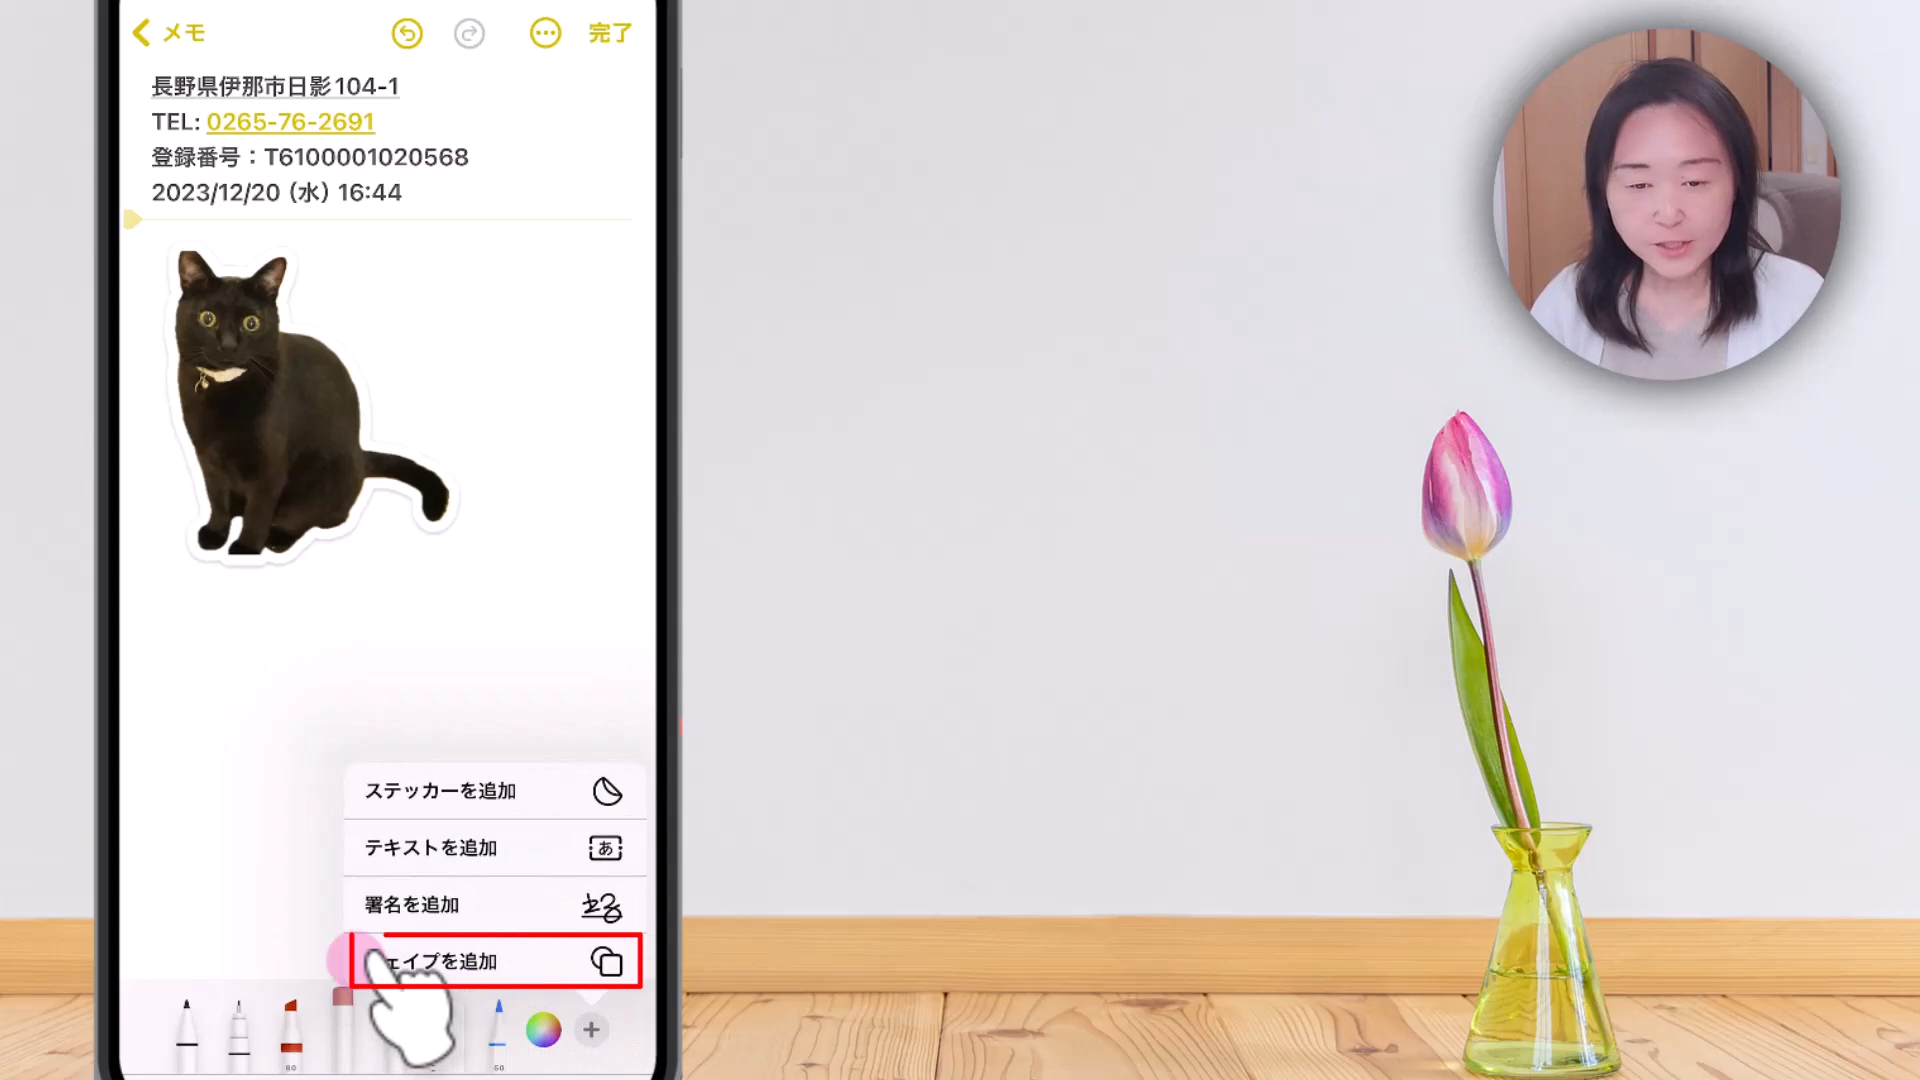 メモ
完了
長野県伊那市日影104-1
TEL: 0265-76-2691
登録番号：T6100001020568
2023/12/20（水）16:44
ステッカーを追加
テキストを追加
あ
署名を追加
ェイプを追加
80
50